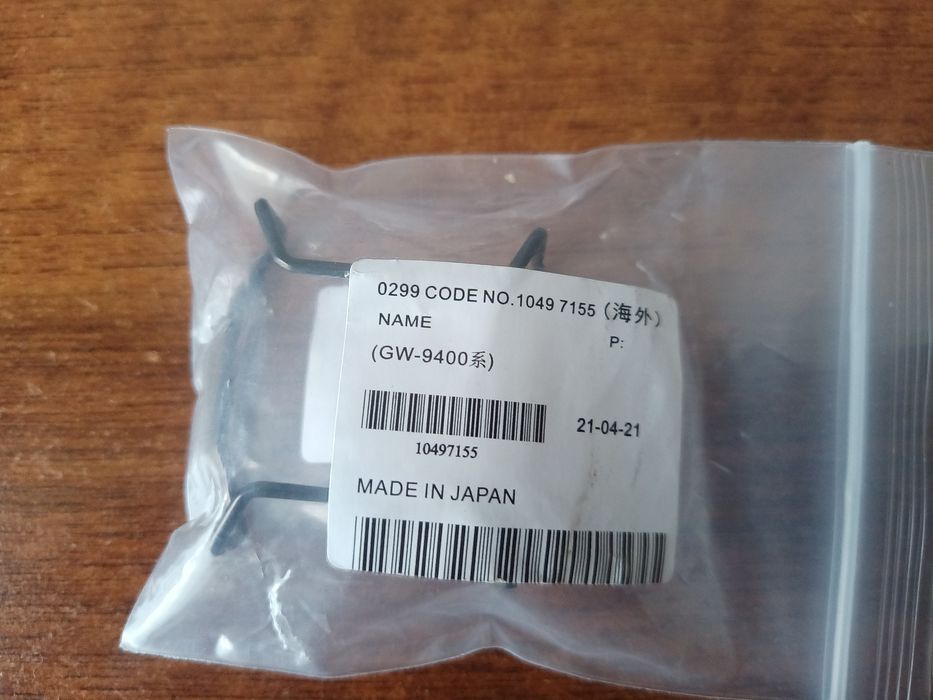 0299 CODE NO.1049 7155 (海外)
NAME
P:
(GW-9400系)
21-04-21
10497155
MADE IN JAPAN